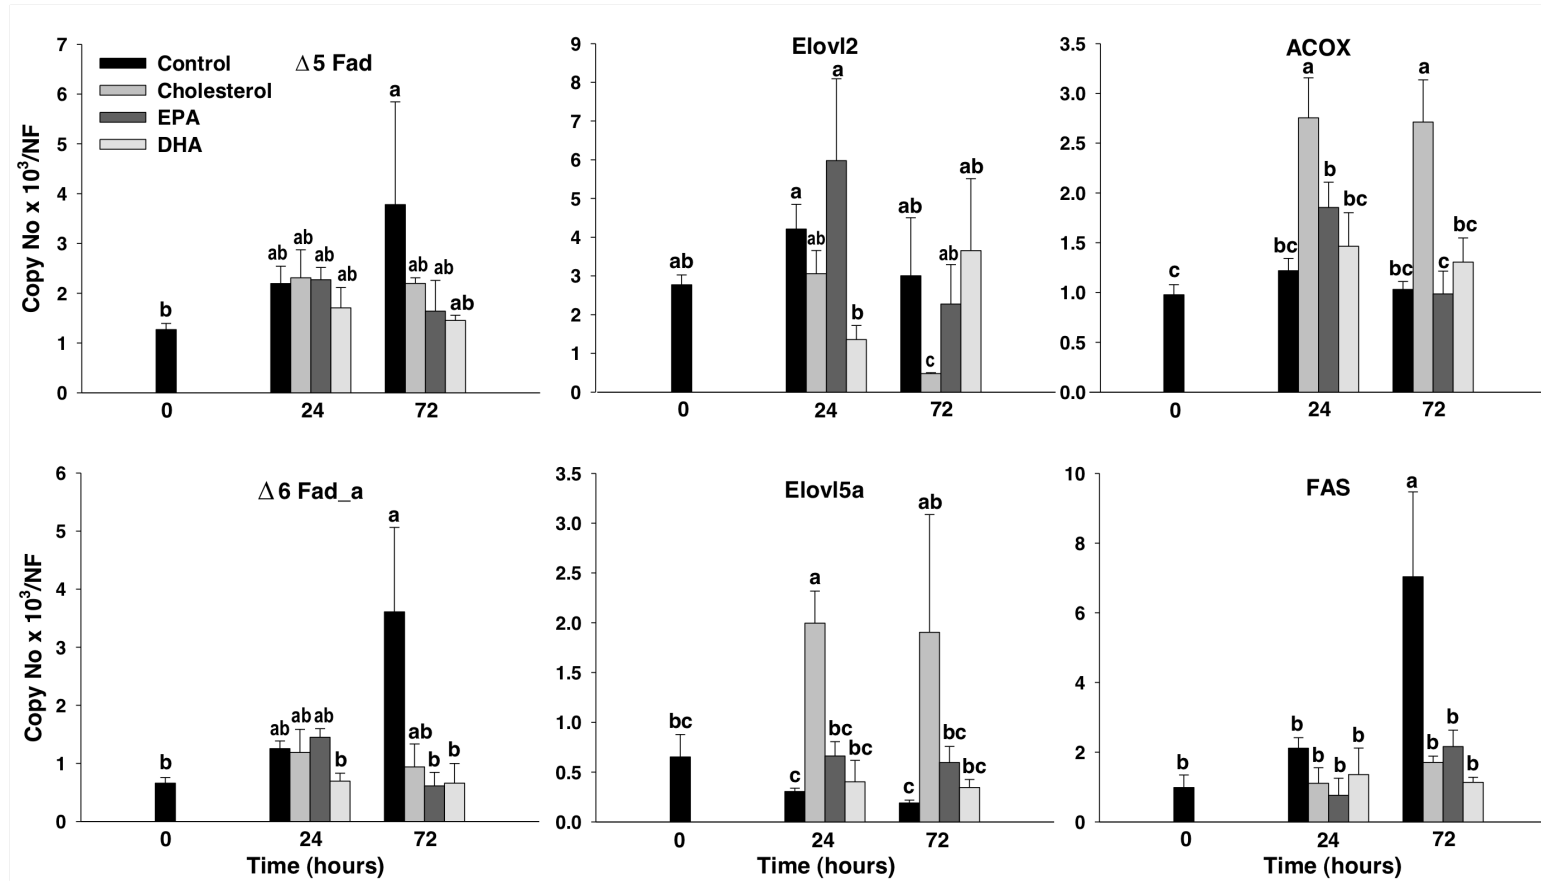 Δ5 Fad
Control
Cholesterol
EPA
DHA
Copy No x 10³/NF
7
6
5
4
3
2
1
0
b
ab
ab
ab
ab
a
ab
ab
ab
0
24
72
Elovl2
9
8
7
6
5
4
3
2
1
0
ab
a
ab
a
b
ab
c
ab
ab
0
24
72
ACOX
3.5
3.0
2.5
2.0
1.5
1.0
0.5
0.0
c
bc
a
b
bc
bc
a
c
bc
0
24
72
Δ6 Fad_a
Copy No x 10³/NF
6
5
4
3
2
1
0
b
ab
ab
ab
b
a
ab
b
b
0
24
72
Time (hours)
Elovl5a
3.5
3.0
2.5
2.0
1.5
1.0
0.5
0.0
bc
c
a
bc
bc
c
ab
bc
bc
0
24
72
Time (hours)
FAS
10
8
6
4
2
0
b
b
b
b
b
a
b
b
b
0
24
72
Time (hours)